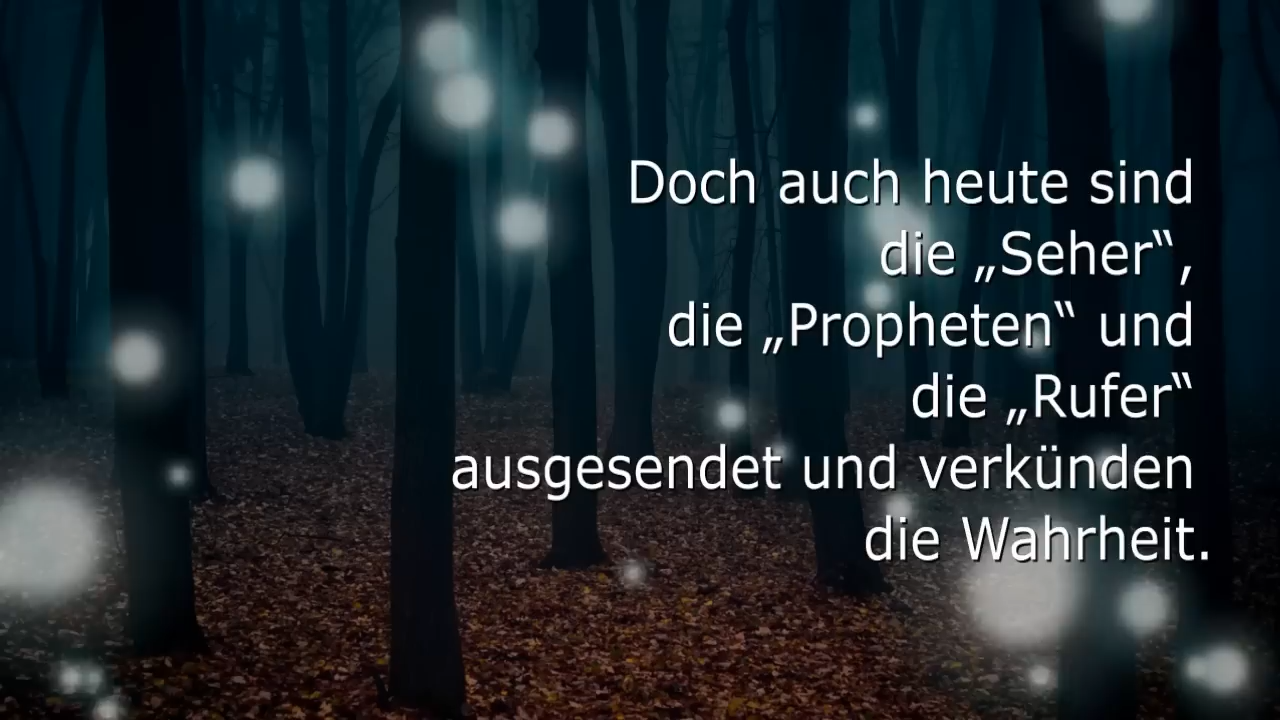 Doch auch heute sind
die „Seher“,
die „Propheten“ und
die „Rufer“
ausgesendet und verkünden
die Wahrheit.